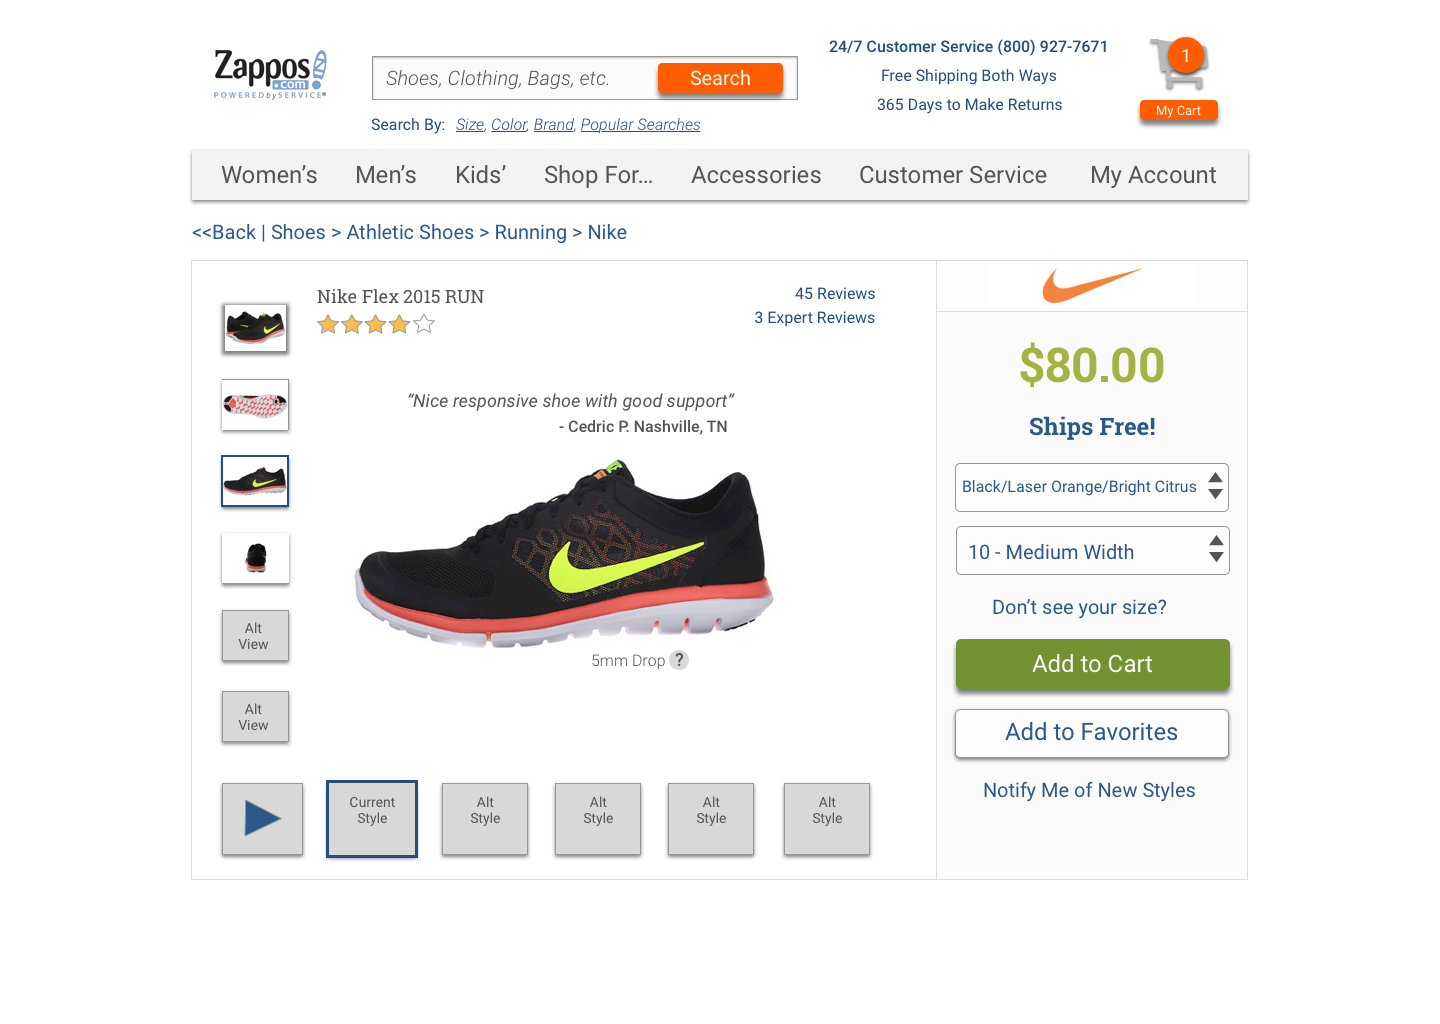 Zappos
.com
POWERED by SERVICE®
Shoes, Clothing, Bags, etc.
Search
Search By: Size, Color, Brand, Popular Searches
24/7 Customer Service (800) 927-7671
Free Shipping Both Ways
365 Days to Make Returns
1
My Cart
Women’s Men’s Kids’ Shop For... Accessories Customer Service My Account
<<Back | Shoes > Athletic Shoes > Running > Nike
Nike Flex 2015 RUN
45 Reviews
3 Expert Reviews
“Nice responsive shoe with good support”
- Cedric P. Nashville, TN
5mm Drop ?
Alt
View
Alt
View
Current
Style
Alt
Style
Alt
Style
Alt
Style
Alt
Style
$80.00
Ships Free!
Black/Laser Orange/Bright Citrus
10 - Medium Width
Don’t see your size?
Add to Cart
Add to Favorites
Notify Me of New Styles